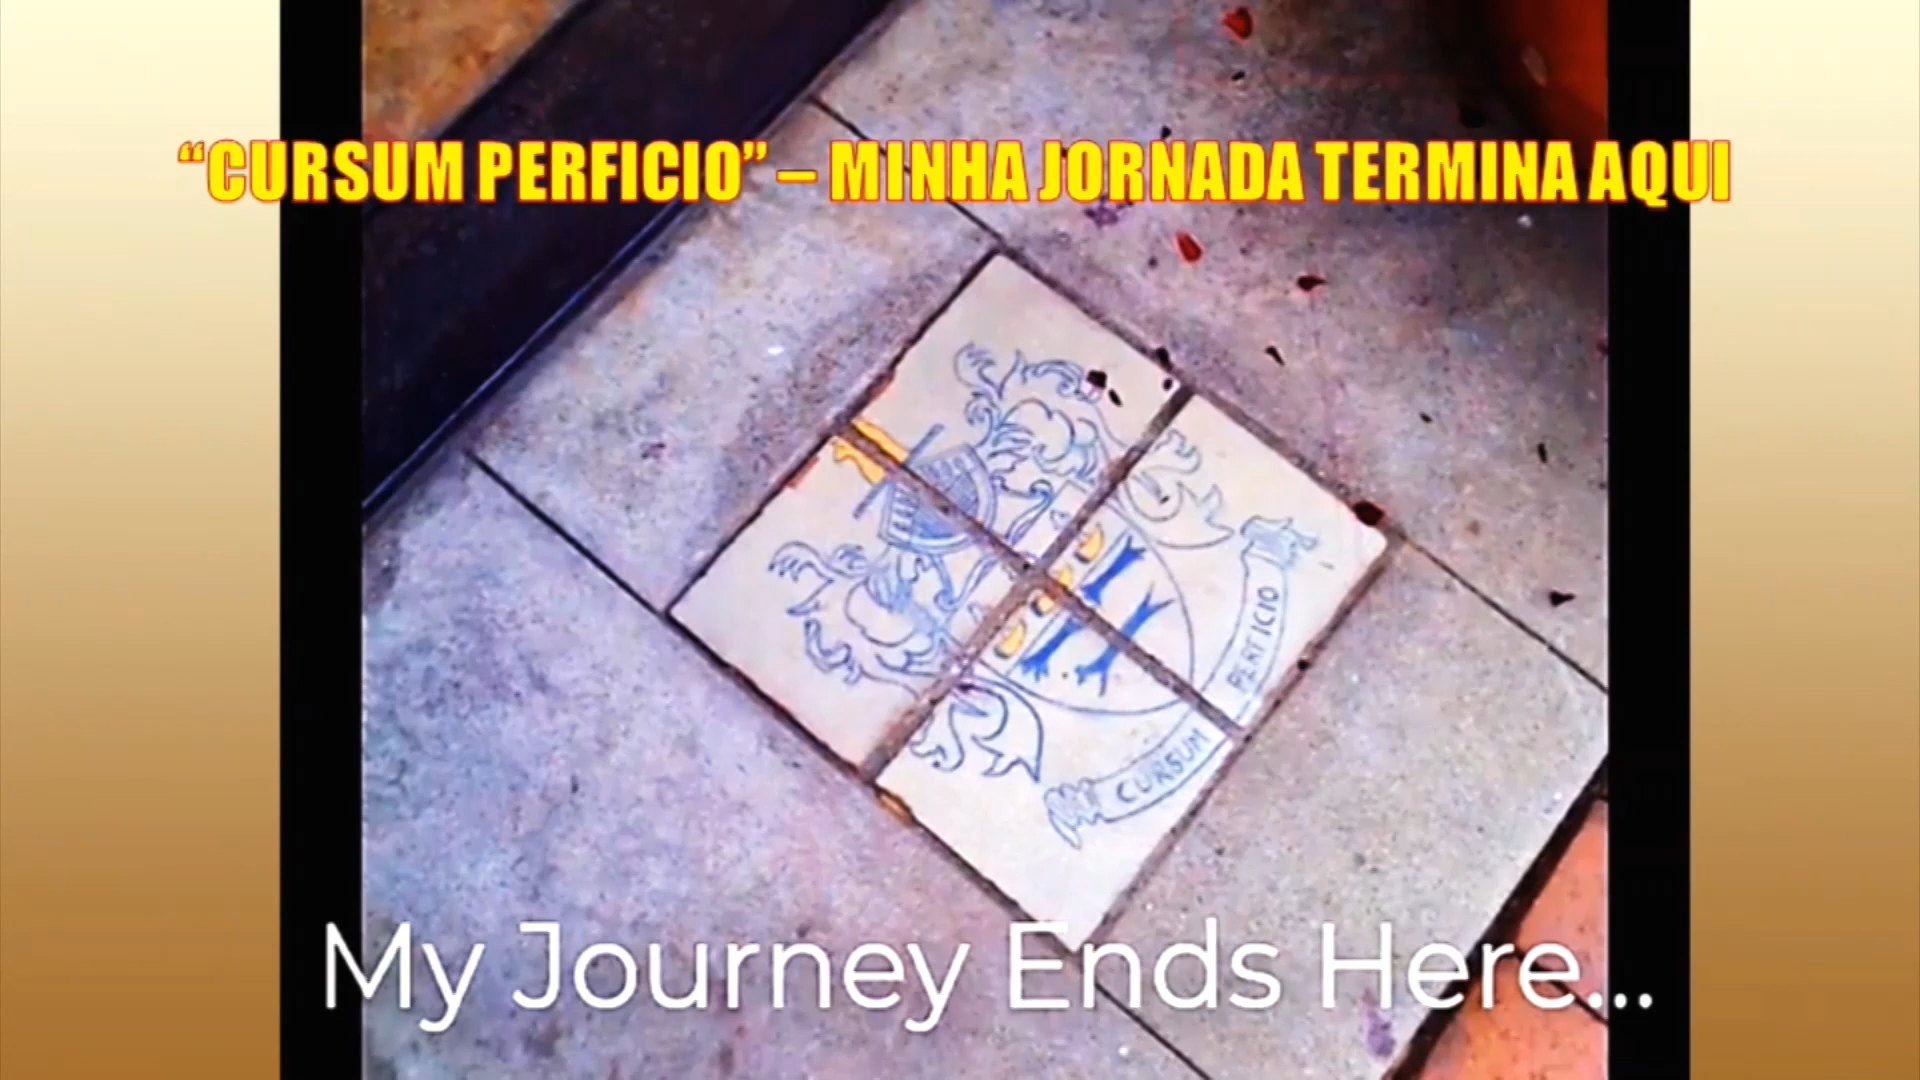 “CURSUM PERFICIO” – MINHA JORNADA TERMINA AQUI
CURSUM PERFICIO
My Journey Ends Here...